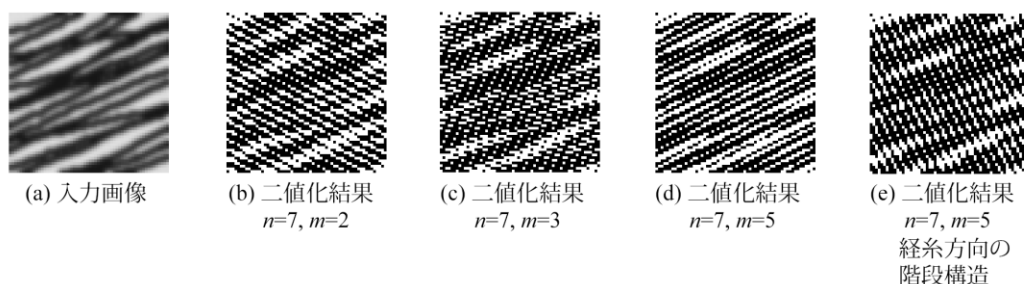 (a) 入力画像
(b) 二値化結果
n=7, m=2
(c) 二値化結果
n=7, m=3
(d) 二値化結果
n=7, m=5
(e) 二値化結果
n=7, m=5
経糸方向の
階段構造